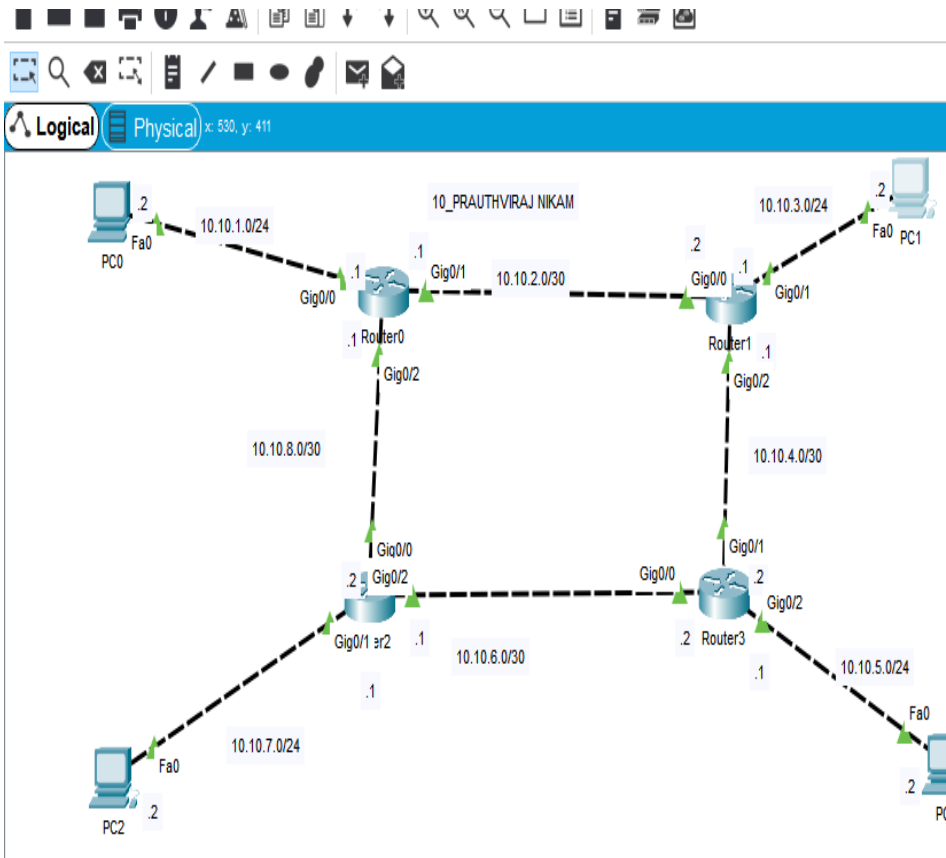 Logical
Physical
x: 530, y: 411
.2
10.10.1.0/24
Fa0
PC0
10_PRAUTHVIRAJ NIKAM
10.10.3.0/24
.2
Fa0
PC1
.1
Gig0/0
.1
Gig0/1
10.10.2.0/30
.2
Gig0/0
.1
Gig0/1
.1 Router0
Gig0/2
Router1
.1
Gig0/2
10.10.8.0/30
10.10.4.0/30
Gig0/0
.2 Gig0/2
Gig0/1 er2
.1
.1
10.10.6.0/30
Gig0/0
Gig0/1
.2
Gig0/2
.2 Router3
.1
10.10.5.0/24
Fa0
.2
10.10.7.0/24
Fa0
.2
PC2